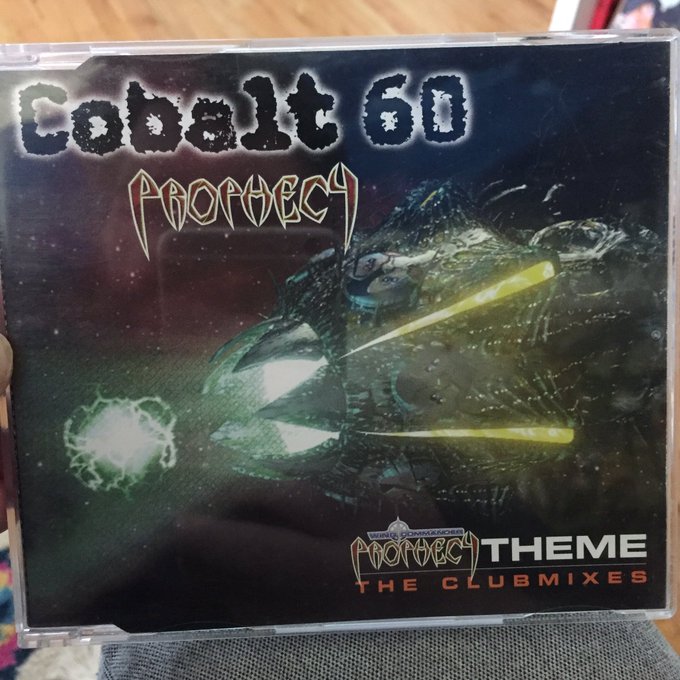 Cobalt 60
PROPHECY
WING COMMANDER
PROPHECY THEME
THE CLUBMIXES